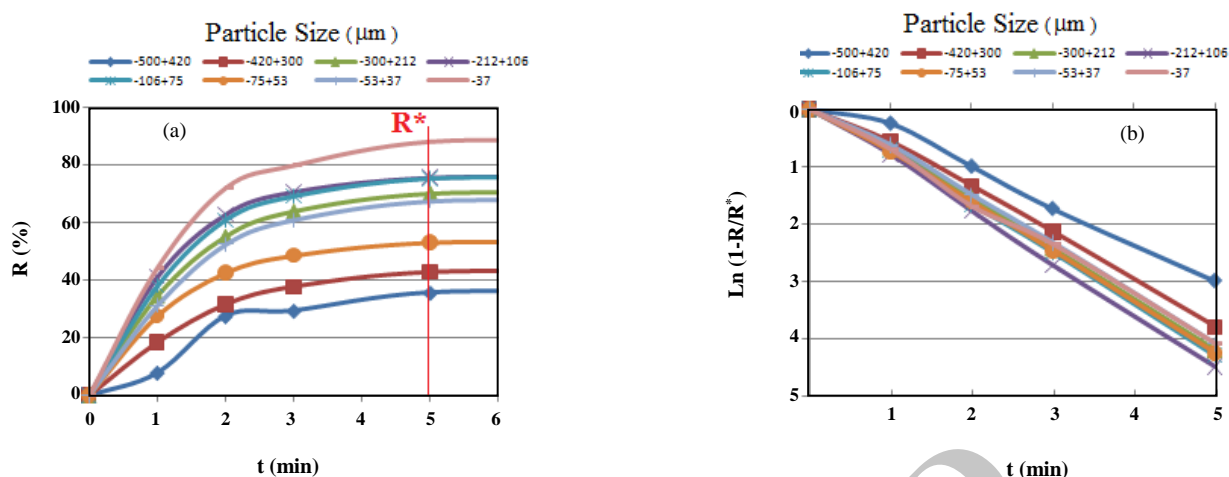 Particle Size (µm)
-500+420 -420+300 -300+212 -212+106
-106+75 -75+53 -53+37 -37
100
80
60
40
20
0
R (%)
(a)
R*
0 1 2 3 4 5 6
t (min)
Particle Size (µm)
-500+420 -420+300 -300+212 -212+106
-106+75 -75+53 -53+37 -37
0
1
2
3
4
5
Ln (1-R/R*)
(b)
1 2 3 4 5
t (min)